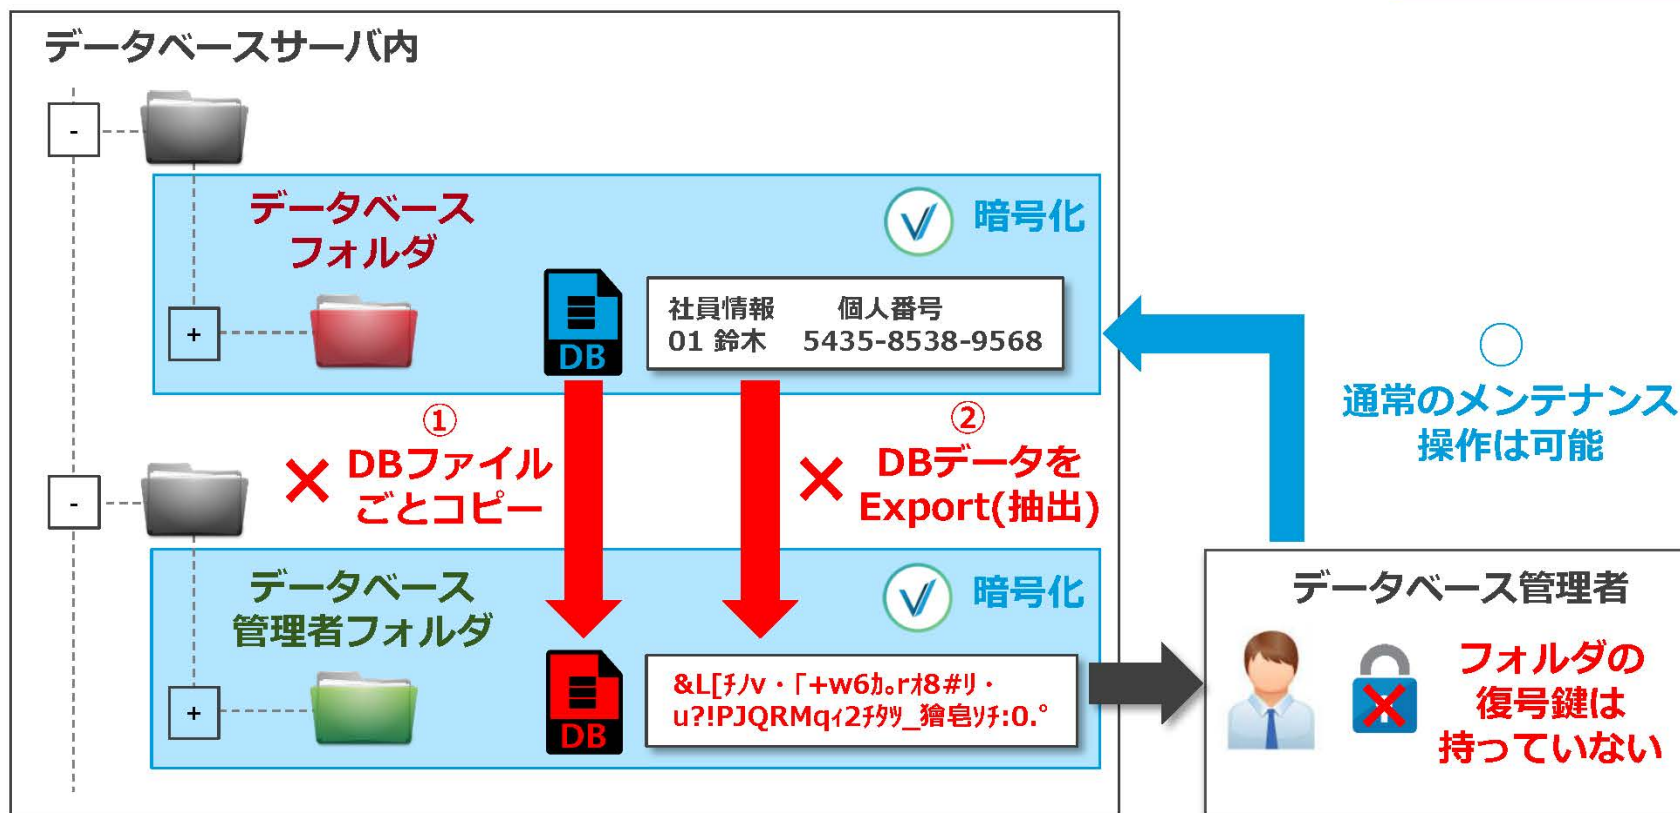 データベースサーバ内
-
データベース
フォルダ
暗号化
+
DB
社員情報 個人番号
01 鈴木 5435-8538-9568
○
通常のメンテナンス
操作は可能
①
× DBファイル
ごとコピー
②
× DBデータを
Export(抽出)
-
データベース
管理者フォルダ
暗号化
+
DB
&L[ﾁﾉv・｢+w6ｶ｡rｵ8#ﾘ・
u?!PJQRMqｨ2ﾁﾀﾂ_獪皂ｿﾁ:0.°
データベース管理者
フォルダの
復号鍵は
持っていない